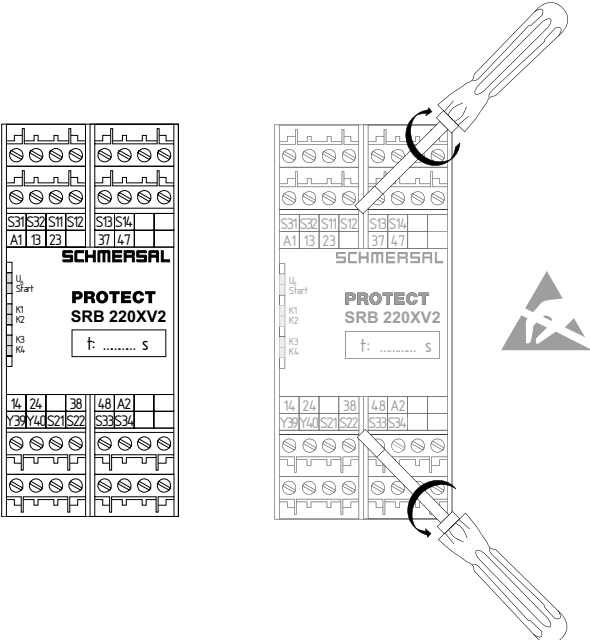 S31 S32 S11 S12 S13 S14
A1 13 23 37 47
SCHMERSAL
Ui
Start
K1
K2
K3
K4
PROTECT
SRB 220XV2
t: .......... s
14 24 38 48 A2
Y39 Y40 S21 S22 S33 S34
S31 S32 S11 S12 S13 S14
A1 13 23 37 47
SCHMERSAL
Ui
Start
K1
K2
K3
K4
PROTECT
SRB 220XV2
t: .......... s
14 24 38 48 A2
Y39 Y40 S21 S22 S33 S34